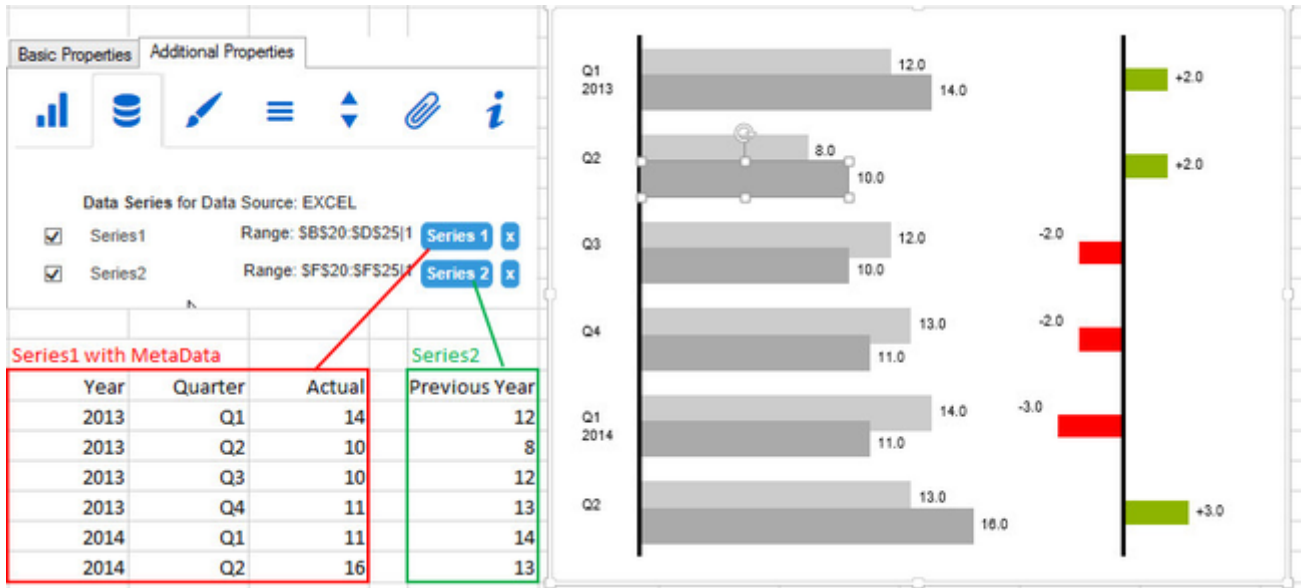 Basic Properties Additional Properties
Data Series for Data Source: EXCEL
Series1 Range: $B$20:$D$25|1 Series 1 x
Series2 Range: $F$20:$F$25|1 Series 2 x
Series1 with MetaData Series2
Year Quarter Actual Previous Year
2013 Q1 14 12
2013 Q2 10 8
2013 Q3 10 12
2013 Q4 11 13
2014 Q1 11 14
2014 Q2 16 13
Q1
2013
12.0
14.0
+2.0
Q2
8.0
10.0
+2.0
Q3
12.0
10.0
-2.0
Q4
13.0
11.0
-2.0
Q1
2014
14.0
11.0
-3.0
Q2
13.0
16.0
+3.0